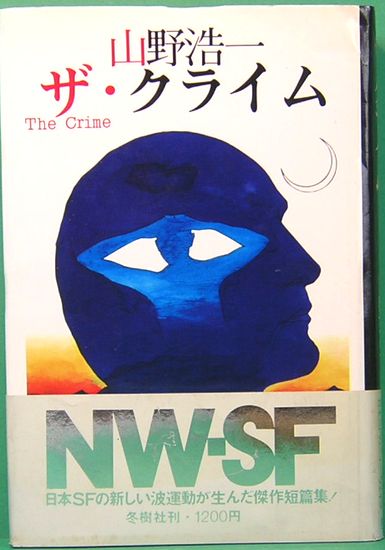 山野浩一
ザ・クライム
The Crime
NW-SF
日本SFの新しい波運動が生んだ傑作短篇集!
冬樹社刊・1200円